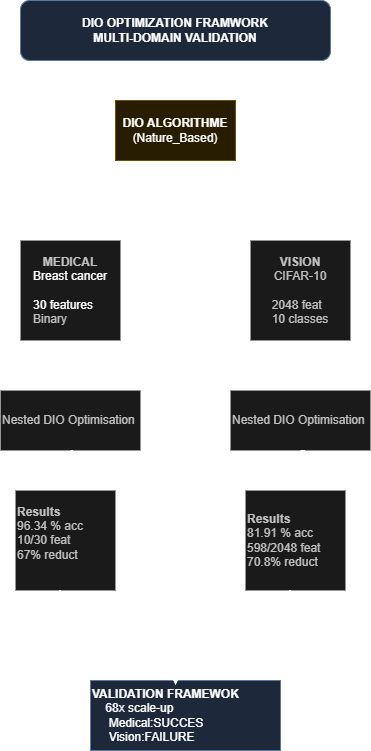 DIO OPTIMIZATION FRAMWORK
MULTI-DOMAIN VALIDATION
DIO ALGORITHME
(Nature_Based)
MEDICAL
Breast cancer
30 features
Binary
VISION
CIFAR-10
2048 feat
10 classes
Nested DIO Optimisation
Nested DIO Optimisation
Results
96.34 % acc
10/30 feat
67% reduct
Results
81.91 % acc
598/2048 feat
70.8% reduct
VALIDATION FRAMEWOK
68x scale-up
Medical:SUCCES
Vision:FAILURE